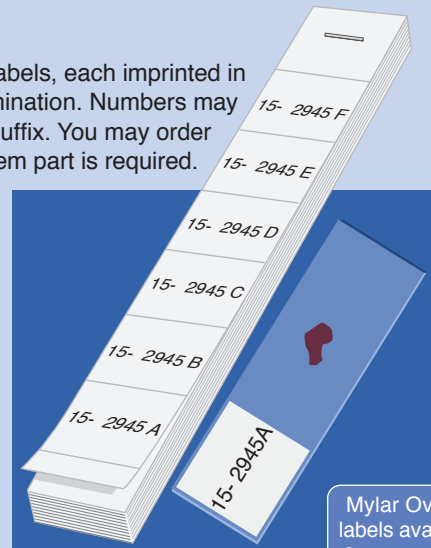 abels, each imprinted in
mination. Numbers may
uffix. You may order
em part is required.
15- 2945 F
15- 2945 E
15- 2945 D
15- 2945 C
15- 2945 B
15- 2945 A
15- 2945A
Mylar Ov
labels ava